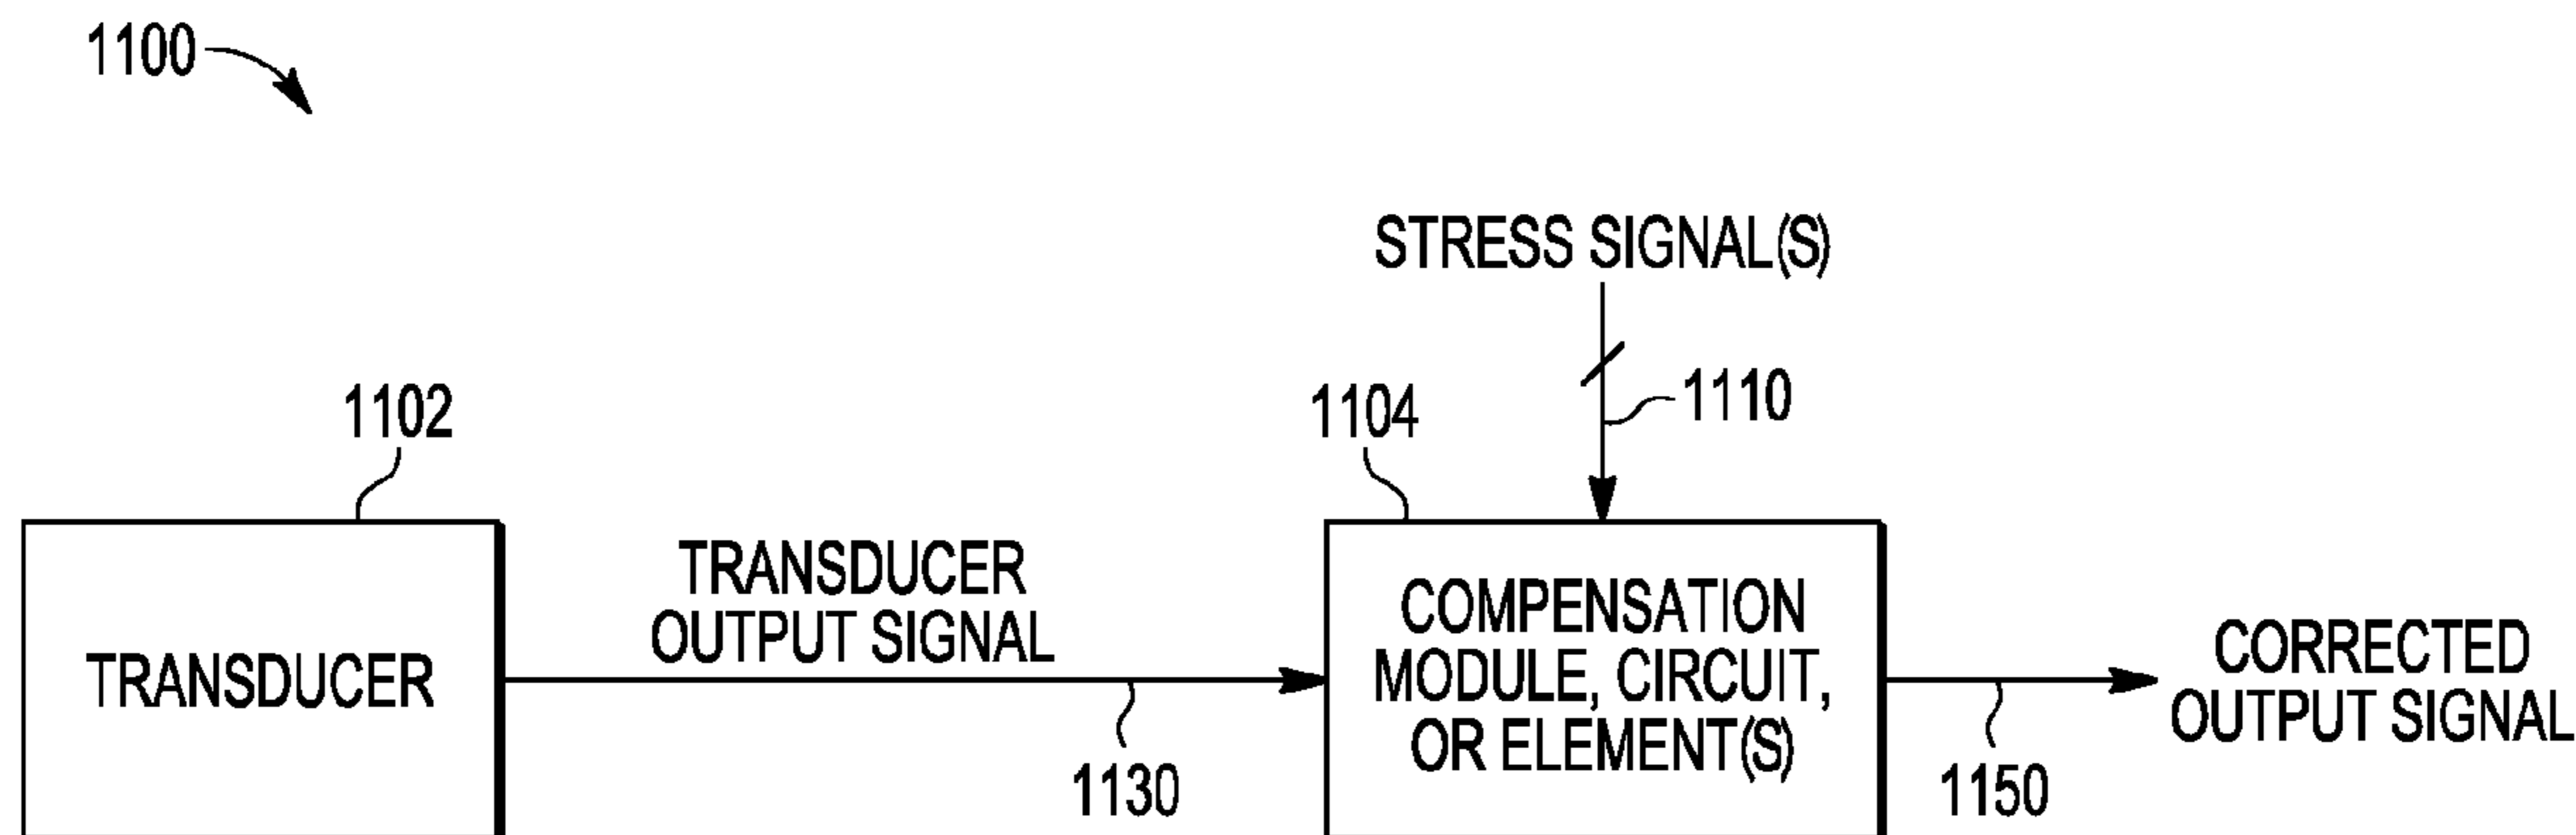 1100
STRESS SIGNAL(S)
1102
1104
1110
TRANSDUCER
TRANSDUCER
OUTPUT SIGNAL
1130
COMPENSATION
MODULE, CIRCUIT,
OR ELEMENT(S)
CORRECTED
OUTPUT SIGNAL
1150